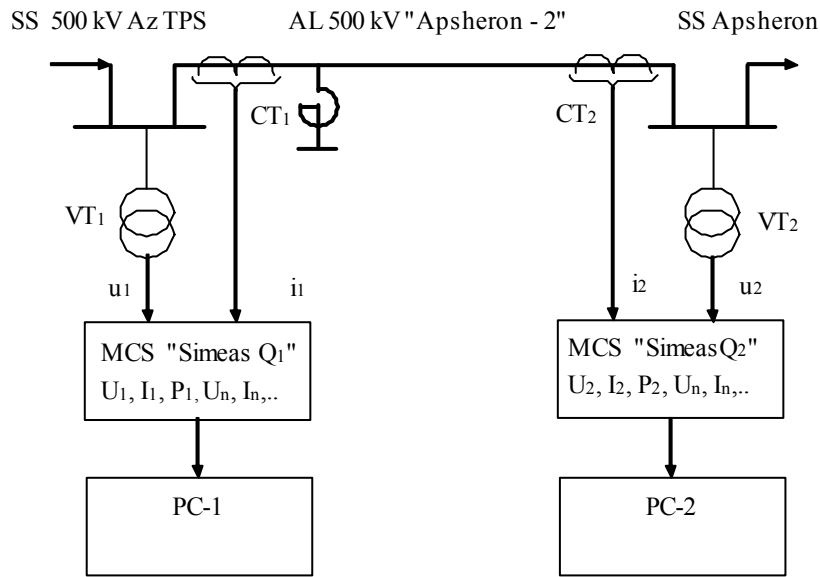 SS 500 kV Az TPS
AL 500 kV "Apsheron - 2"
SS Apsheron
CT1
CT2
VT1
VT2
u1
i1
i2
u2
MCS "Simeas Q1"
U1, I1, P1, Un, In,..
MCS "Simeas Q2"
U2, I2, P2, Un, In,..
PC-1
PC-2